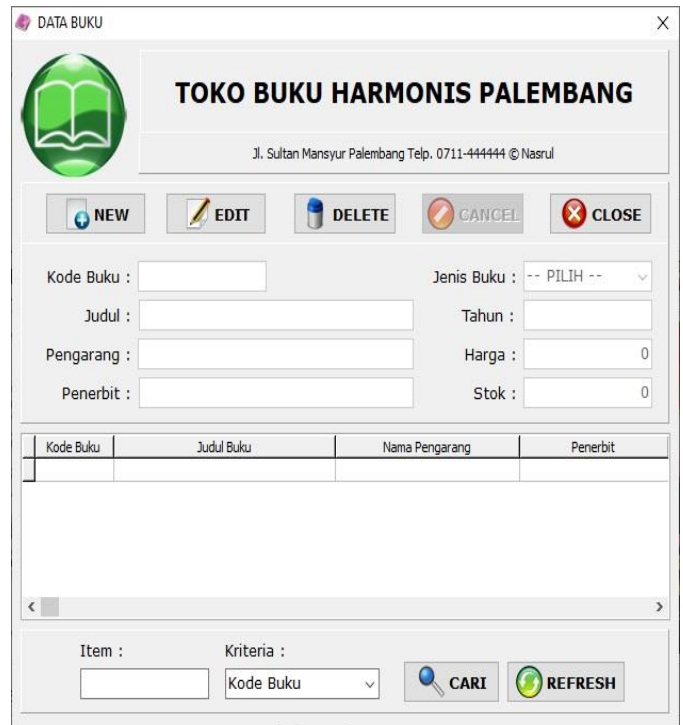 DATA BUKU X
TOKO BUKU HARMONIS PALEMBANG
Jl. Sultan Mansyur Palembang Telp. 0711-444444 © Nasrul
NEW EDIT DELETE CANCEL CLOSE
Kode Buku : Jenis Buku : -- PILIH --
Judul : Tahun :
Pengarang : Harga : 0
Penerbit : Stok : 0
Kode Buku Judul Buku Nama Pengarang Penerbit
Item : Kriteria :
Kode Buku CARI REFRESH